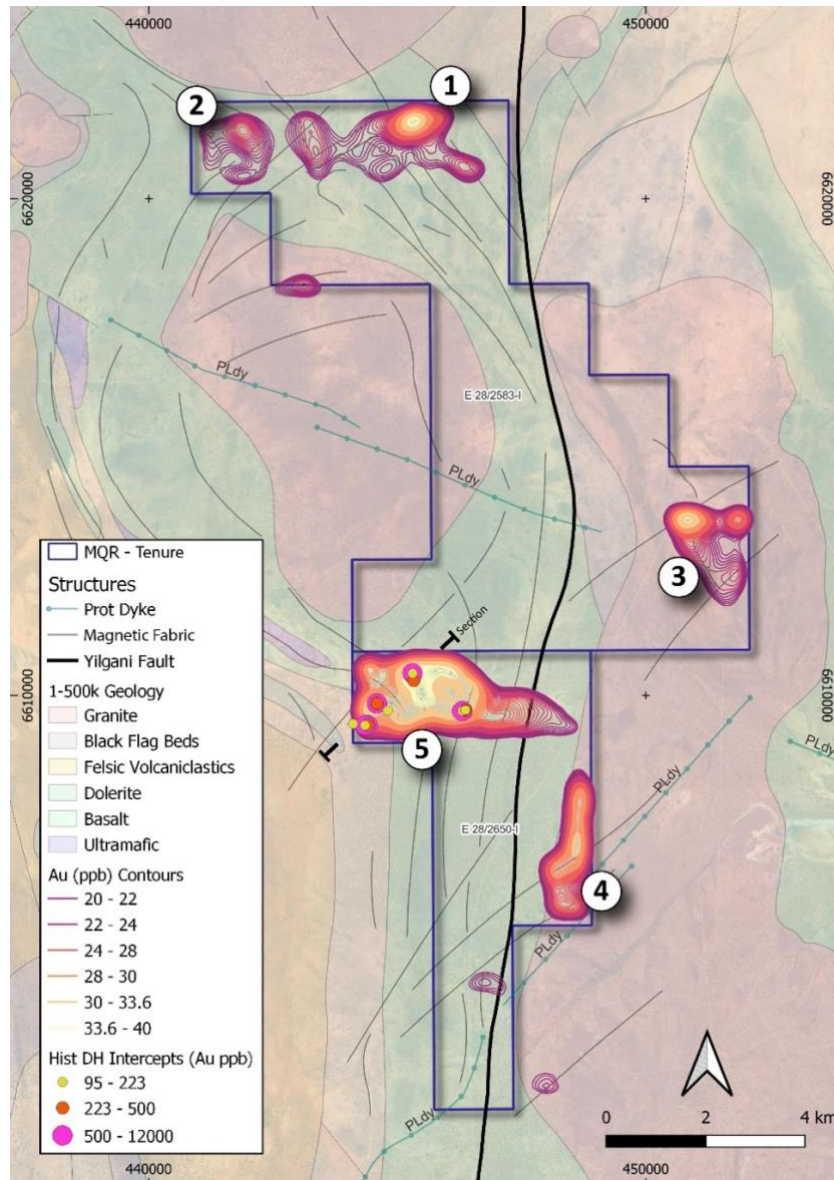 440000
450000
1
2
6620000
6620000
PLdy
E 28/2583-I
PLdy
3
MQR - Tenure
Structures
Prot Dyke
Magnetic Fabric
Yilgani Fault
1-500k Geology
Granite
Black Flag Beds
Felsic Volcaniclastics
Dolerite
Basalt
Ultramafic
Au (ppb) Contours
20 - 22
22 - 24
24 - 28
28 - 30
30 - 33.6
33.6 - 40
Hist DH Intercepts (Au ppb)
95 - 223
223 - 500
500 - 12000
Section
6610000
6610000
5
PLdy
PLdy
E 28/2650-I
4
PLdy
PLdy
0 2 4 km
440000
450000